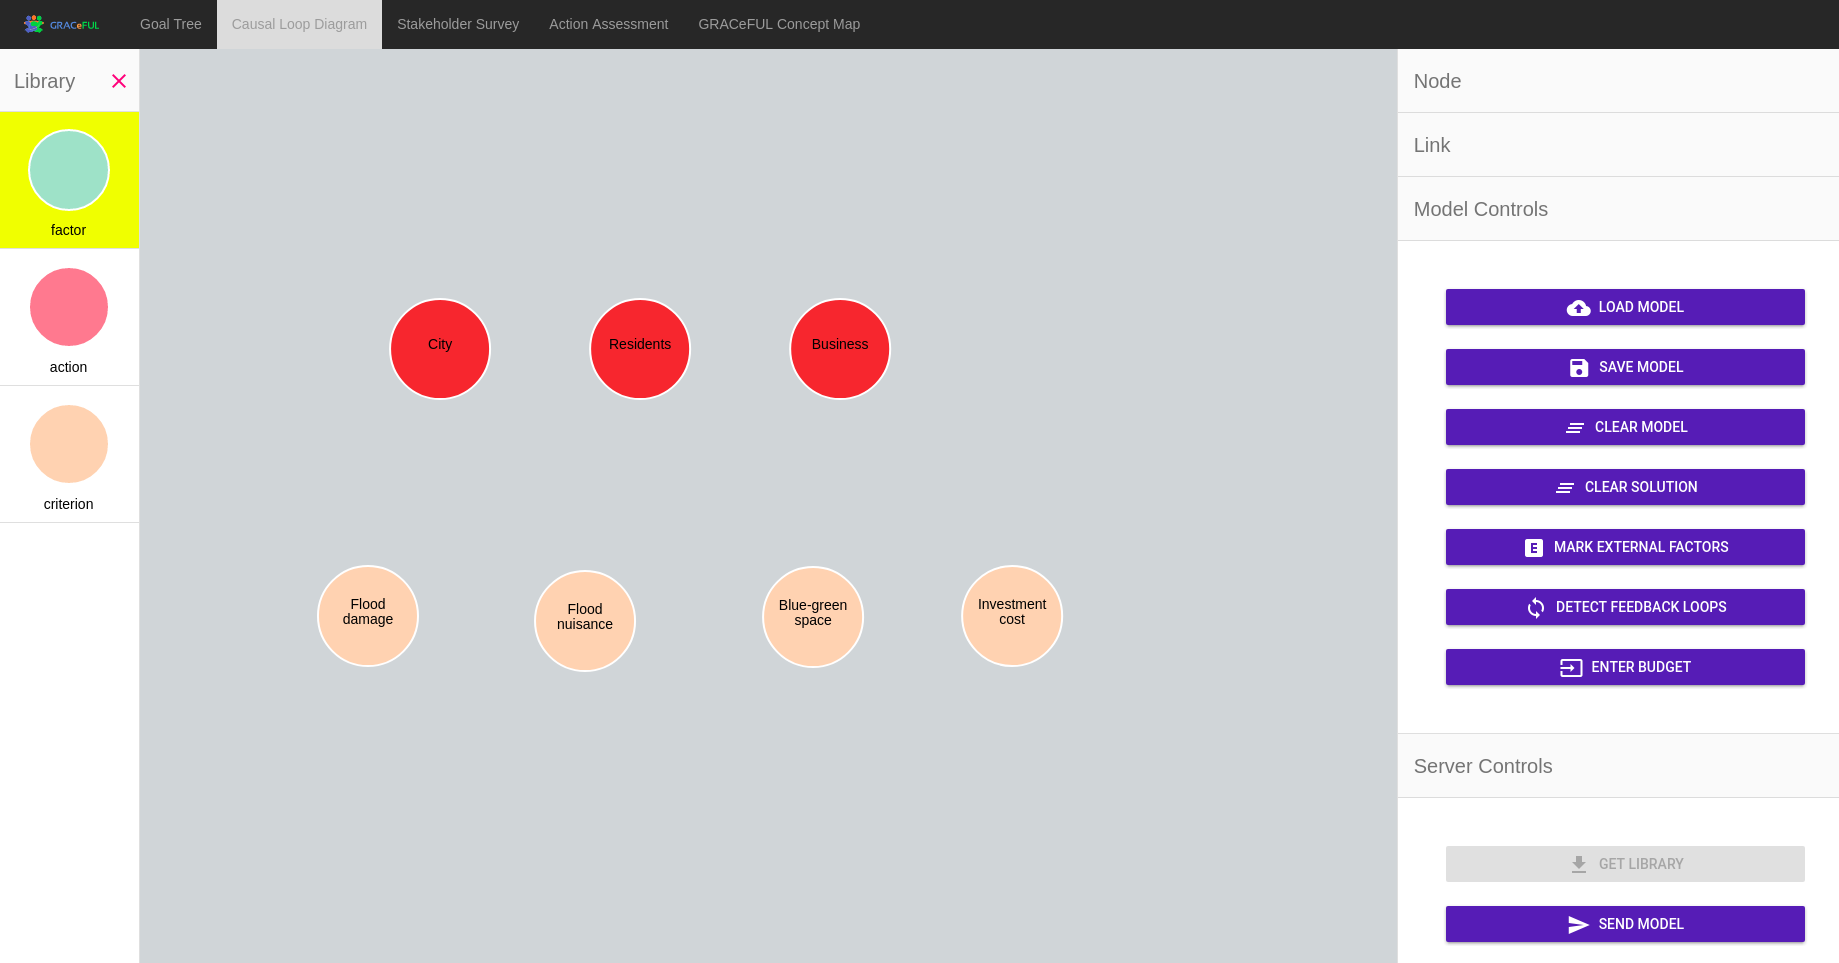 GRACeFUL
Goal Tree
Causal Loop Diagram
Stakeholder Survey
Action Assessment
GRACeFUL Concept Map
Library
factor
action
criterion
City
Residents
Business
Flood
damage
Flood
nuisance
Blue-green
space
Investment
cost
Node
Link
Model Controls
LOAD MODEL
SAVE MODEL
CLEAR MODEL
CLEAR SOLUTION
E
MARK EXTERNAL FACTORS
DETECT FEEDBACK LOOPS
ENTER BUDGET
Server Controls
GET LIBRARY
SEND MODEL